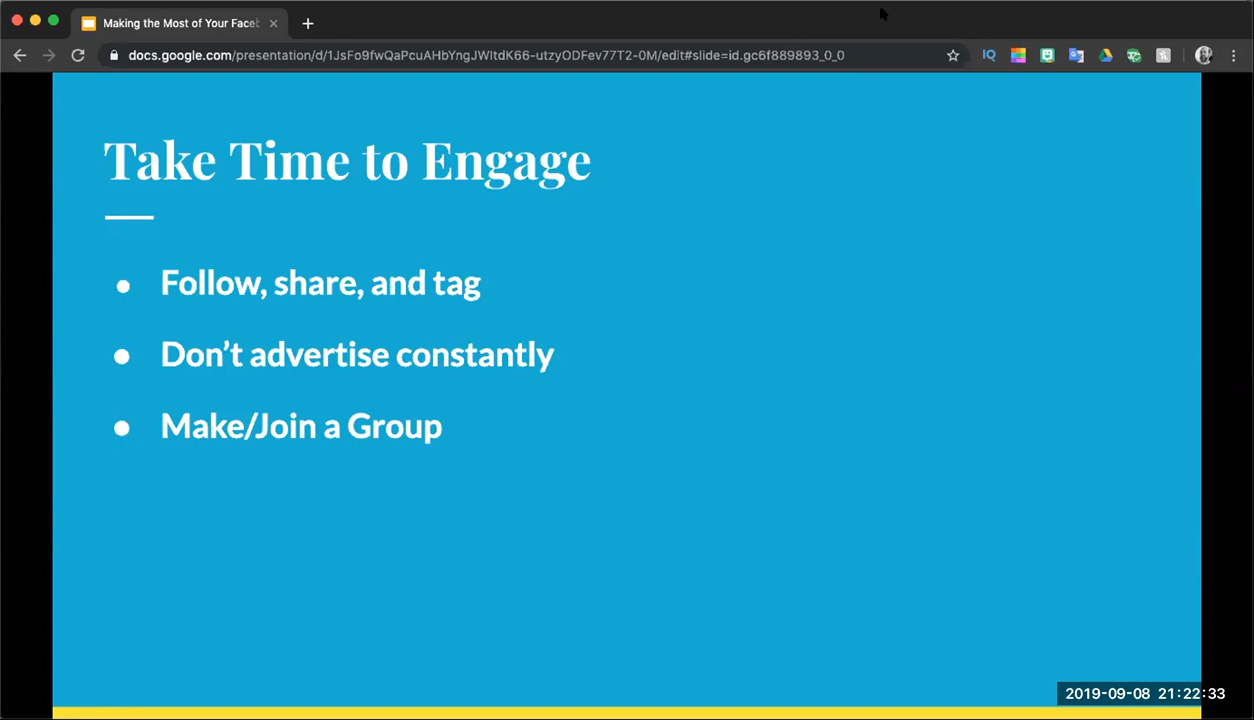 Making the Most of Your Faceb
docs.google.com/presentation/d/1JsFo9fwQaPcuAHbYngJWltdK66-utzyODFev77T2-0M/edit#slide=id.gc6f889893_0_0
IQ
Take Time to Engage
● Follow, share, and tag
● Don’t advertise constantly
● Make/Join a Group
2019-09-08 21:22:33